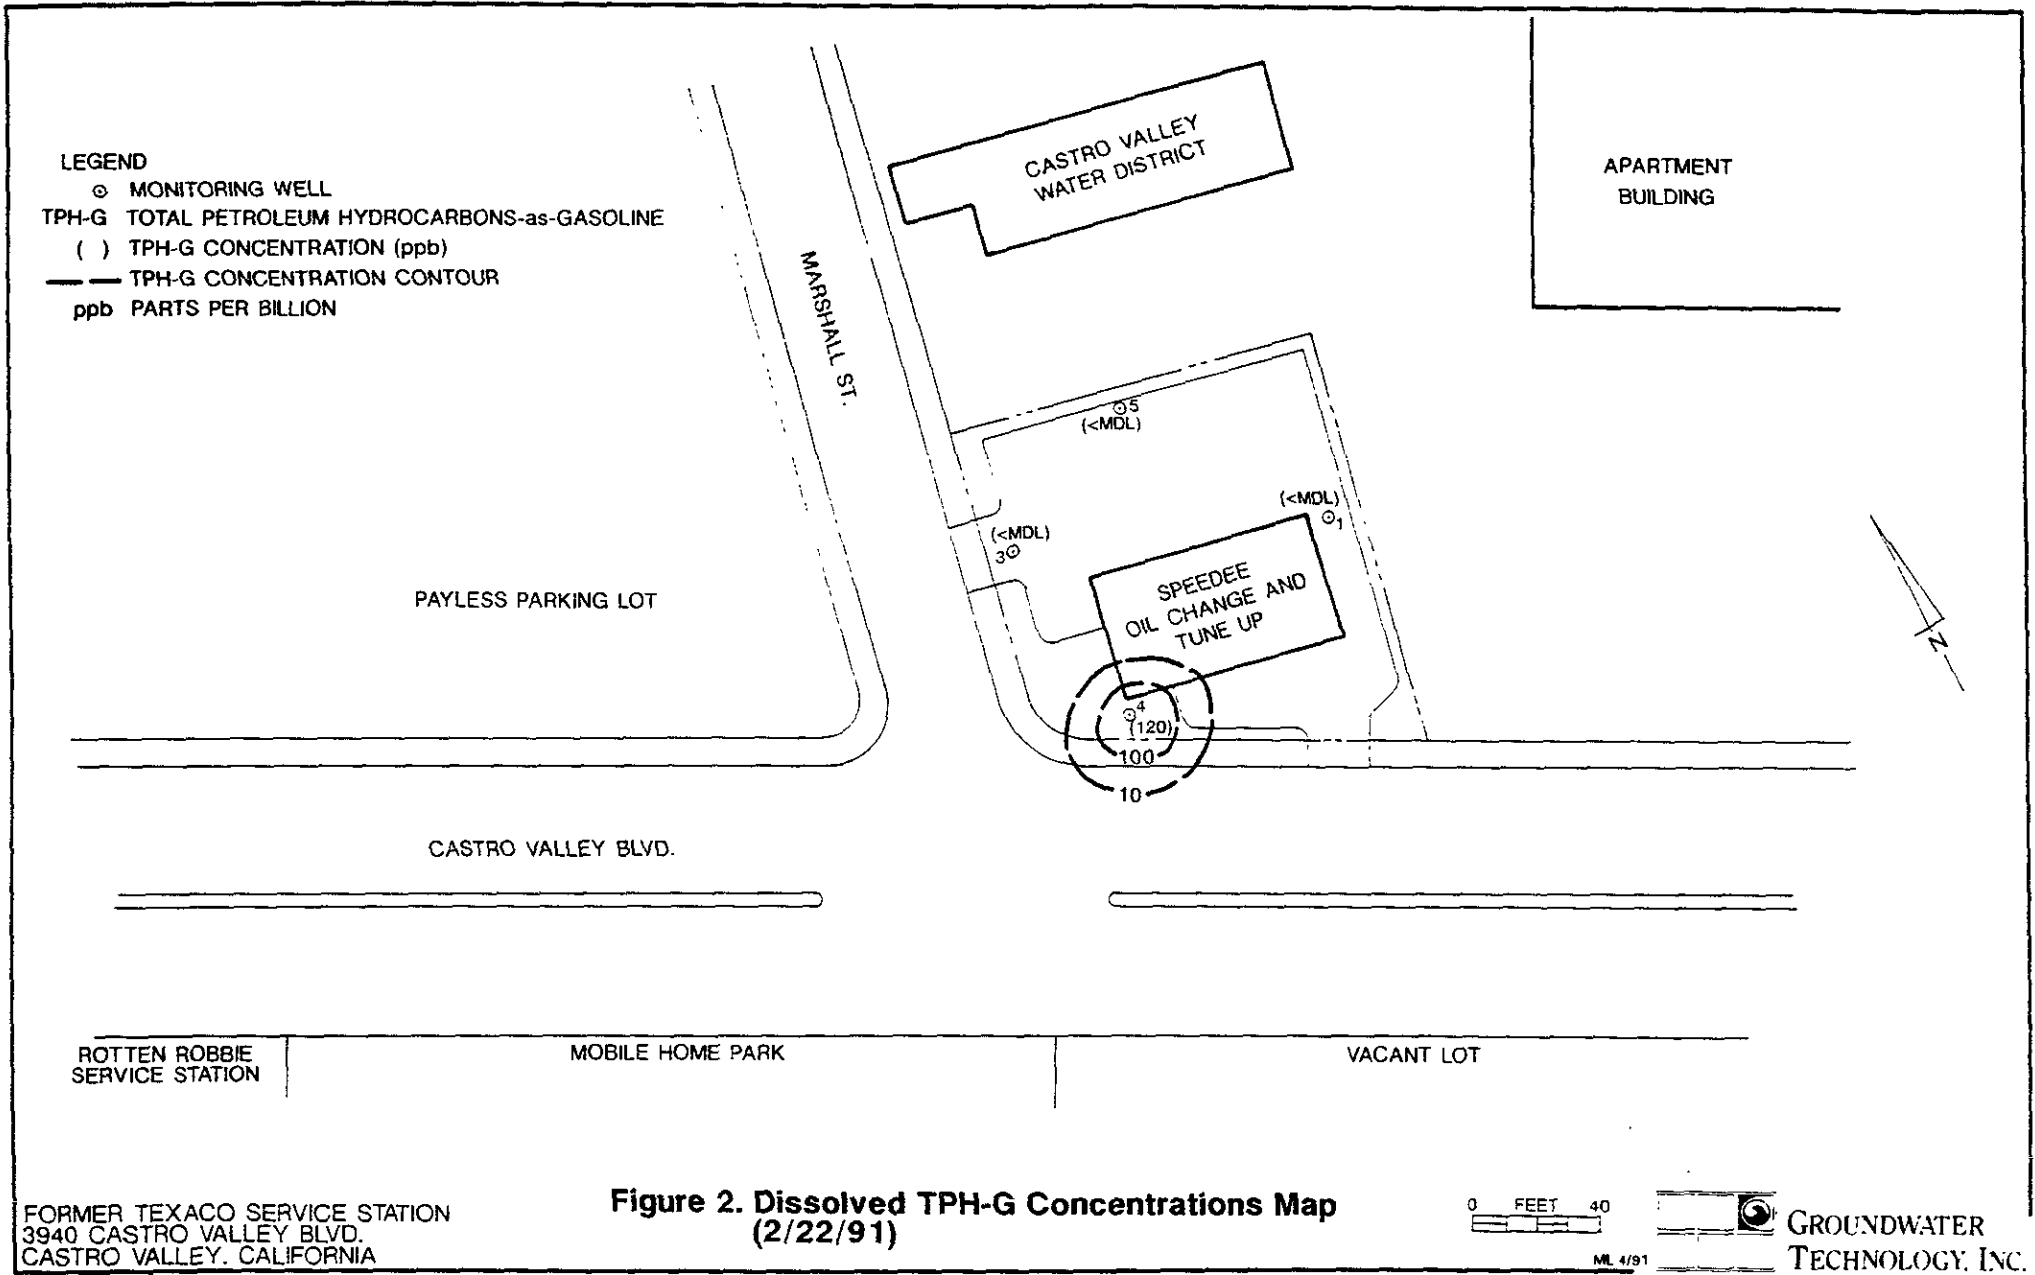 LEGEND
⊙ MONITORING WELL
TPH-G TOTAL PETROLEUM HYDROCARBONS-as-GASOLINE
( ) TPH-G CONCENTRATION (ppb)
TPH-G CONCENTRATION CONTOUR
ppb PARTS PER BILLION
CASTRO VALLEY
WATER DISTRICT
APARTMENT
BUILDING
MARSHALL ST.
5
(<MDL)
(<MDL)
1
(<MDL)
3
SPEEDEE
OIL CHANGE AND
TUNE UP
PAYLESS PARKING LOT
N
4
(120)
100
10
CASTRO VALLEY BLVD.
ROTTEN ROBBIE
SERVICE STATION
MOBILE HOME PARK
VACANT LOT
FORMER TEXACO SERVICE STATION
3940 CASTRO VALLEY BLVD.
CASTRO VALLEY, CALIFORNIA
Figure 2. Dissolved TPH-G Concentrations Map
(2/22/91)
0 FEET 40
ML 4/91
GROUNDWATER
TECHNOLOGY, INC.